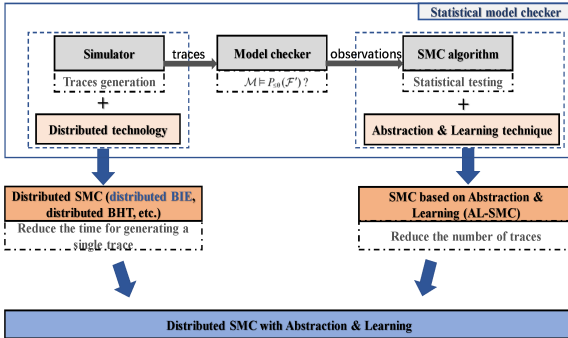 Statistical model checker
Simulator
traces
Model checker
observations
SMC algorithm
Traces generation
ℳ ⊨ P≤θ(ℱ′) ?
Statistical testing
+
+
Distributed technology
Abstraction & Learning technique
Distributed SMC (distributed BIE,
distributed BHT, etc.)
SMC based on Abstraction &
Learning (AL-SMC)
Reduce the time for generating a
single trace
Reduce the number of traces
Distributed SMC with Abstraction & Learning